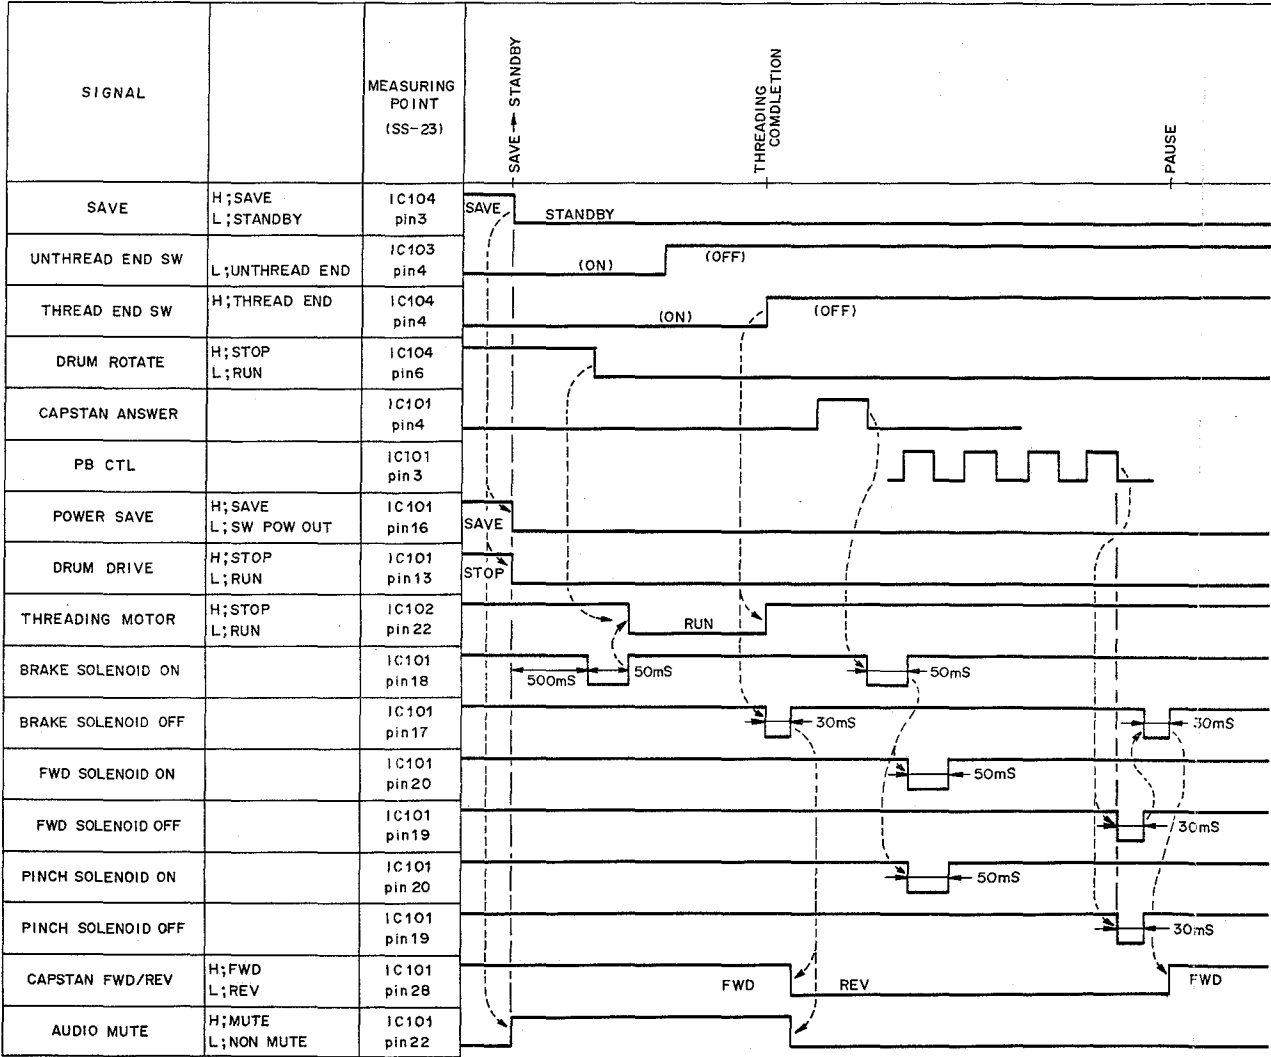 SIGNAL
MEASURING
POINT
(SS-23)
SAVE → STANDBY
THREADING
COMDLETION
PAUSE
SAVE
H;SAVE
L;STANDBY
IC104
pin3
SAVE
STANDBY
UNTHREAD END SW
L;UNTHREAD END
IC103
pin4
(ON)
(OFF)
THREAD END SW
H;THREAD END
IC104
pin4
(ON)
(OFF)
DRUM ROTATE
H;STOP
L;RUN
IC104
pin6
CAPSTAN ANSWER
IC101
pin4
PB CTL
IC101
pin3
POWER SAVE
H;SAVE
L;SW POW OUT
IC101
pin16
SAVE
DRUM DRIVE
H;STOP
L;RUN
IC101
pin13
STOP
THREADING MOTOR
H;STOP
L;RUN
IC102
pin22
RUN
BRAKE SOLENOID ON
IC101
pin18
500mS
50mS
50mS
BRAKE SOLENOID OFF
IC101
pin17
30mS
30mS
FWD SOLENOID ON
IC101
pin20
50mS
FWD SOLENOID OFF
IC101
pin19
30mS
PINCH SOLENOID ON
IC101
pin20
50mS
PINCH SOLENOID OFF
IC101
pin19
30mS
CAPSTAN FWD/REV
H;FWD
L;REV
IC101
pin28
FWD
REV
FWD
AUDIO MUTE
H;MUTE
L;NON MUTE
IC101
pin22